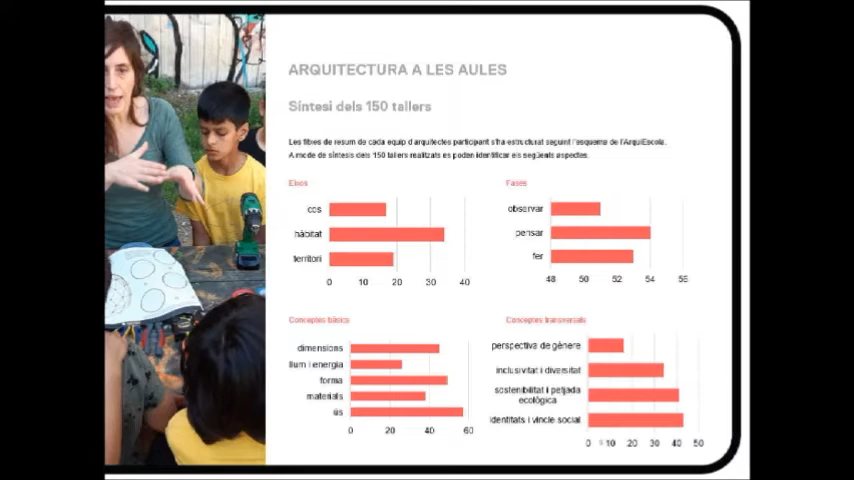 ARQUITECTURA A LES AULES
Síntesi dels 150 tallers
Les fitxes de resum de cada equip d'arquitectes participant s'ha estructurat seguint l'esquema de l'ArquiEscola.
A mode de síntesi dels 150 tallers realitzats es poden identificar els següents aspectes.
Eixos
cos
hàbitat
territori
0 10 20 30 40
Fases
observar
pensar
fer
48 50 52 54 56
Conceptes bàsics
dimensions
llum i energia
forma
materials
ús
0 20 40 60
Conceptes transversals
perspectiva de gènere
inclusivitat i diversitat
sostenibilitat i petjada
ecològica
identitats i vincle social
0 10 20 30 40 50